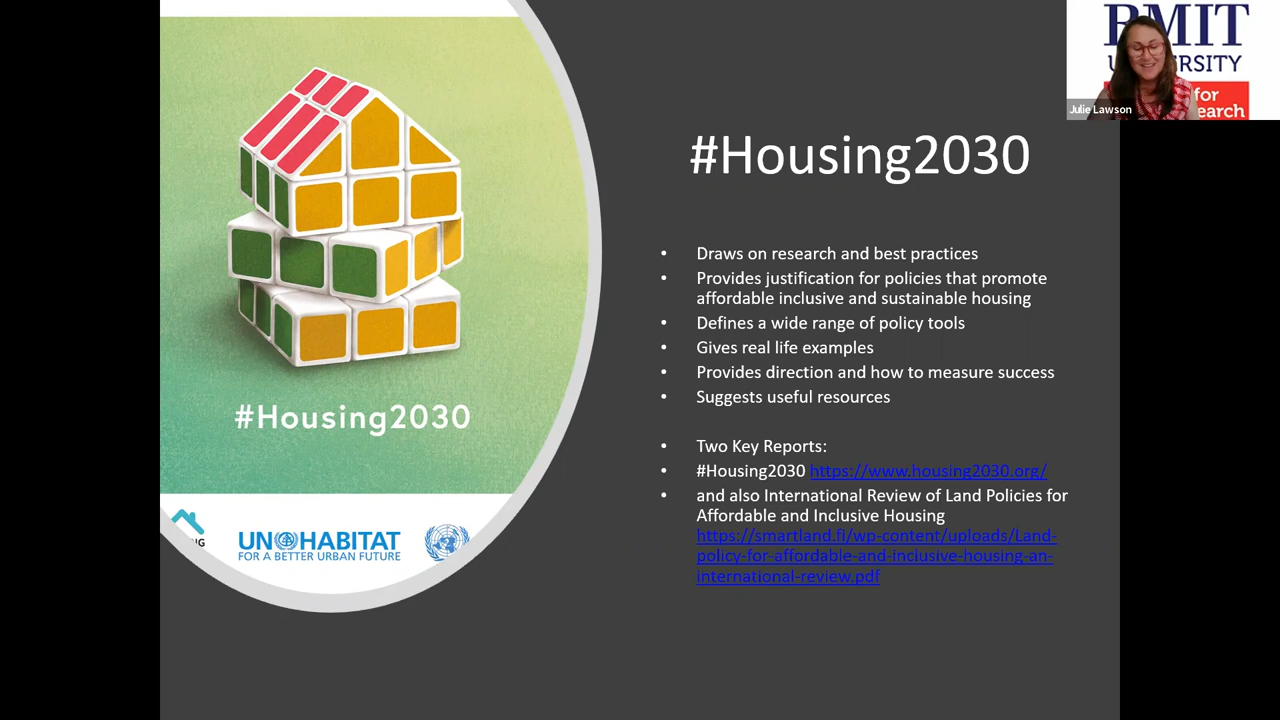 RMIT
UNIVERSITY
for
earch
Julie Lawson
#Housing2030
Draws on research and best practices
Provides justification for policies that promote
affordable inclusive and sustainable housing
Defines a wide range of policy tools
Gives real life examples
Provides direction and how to measure success
Suggests useful resources
Two Key Reports:
#Housing2030 https://www.housing2030.org/
and also International Review of Land Policies for
Affordable and Inclusive Housing
https://smartland.fi/wp-content/uploads/Land-
policy-for-affordable-and-inclusive-housing-an-
international-review.pdf
#Housing2030
NG
UN HABITAT
FOR A BETTER URBAN FUTURE